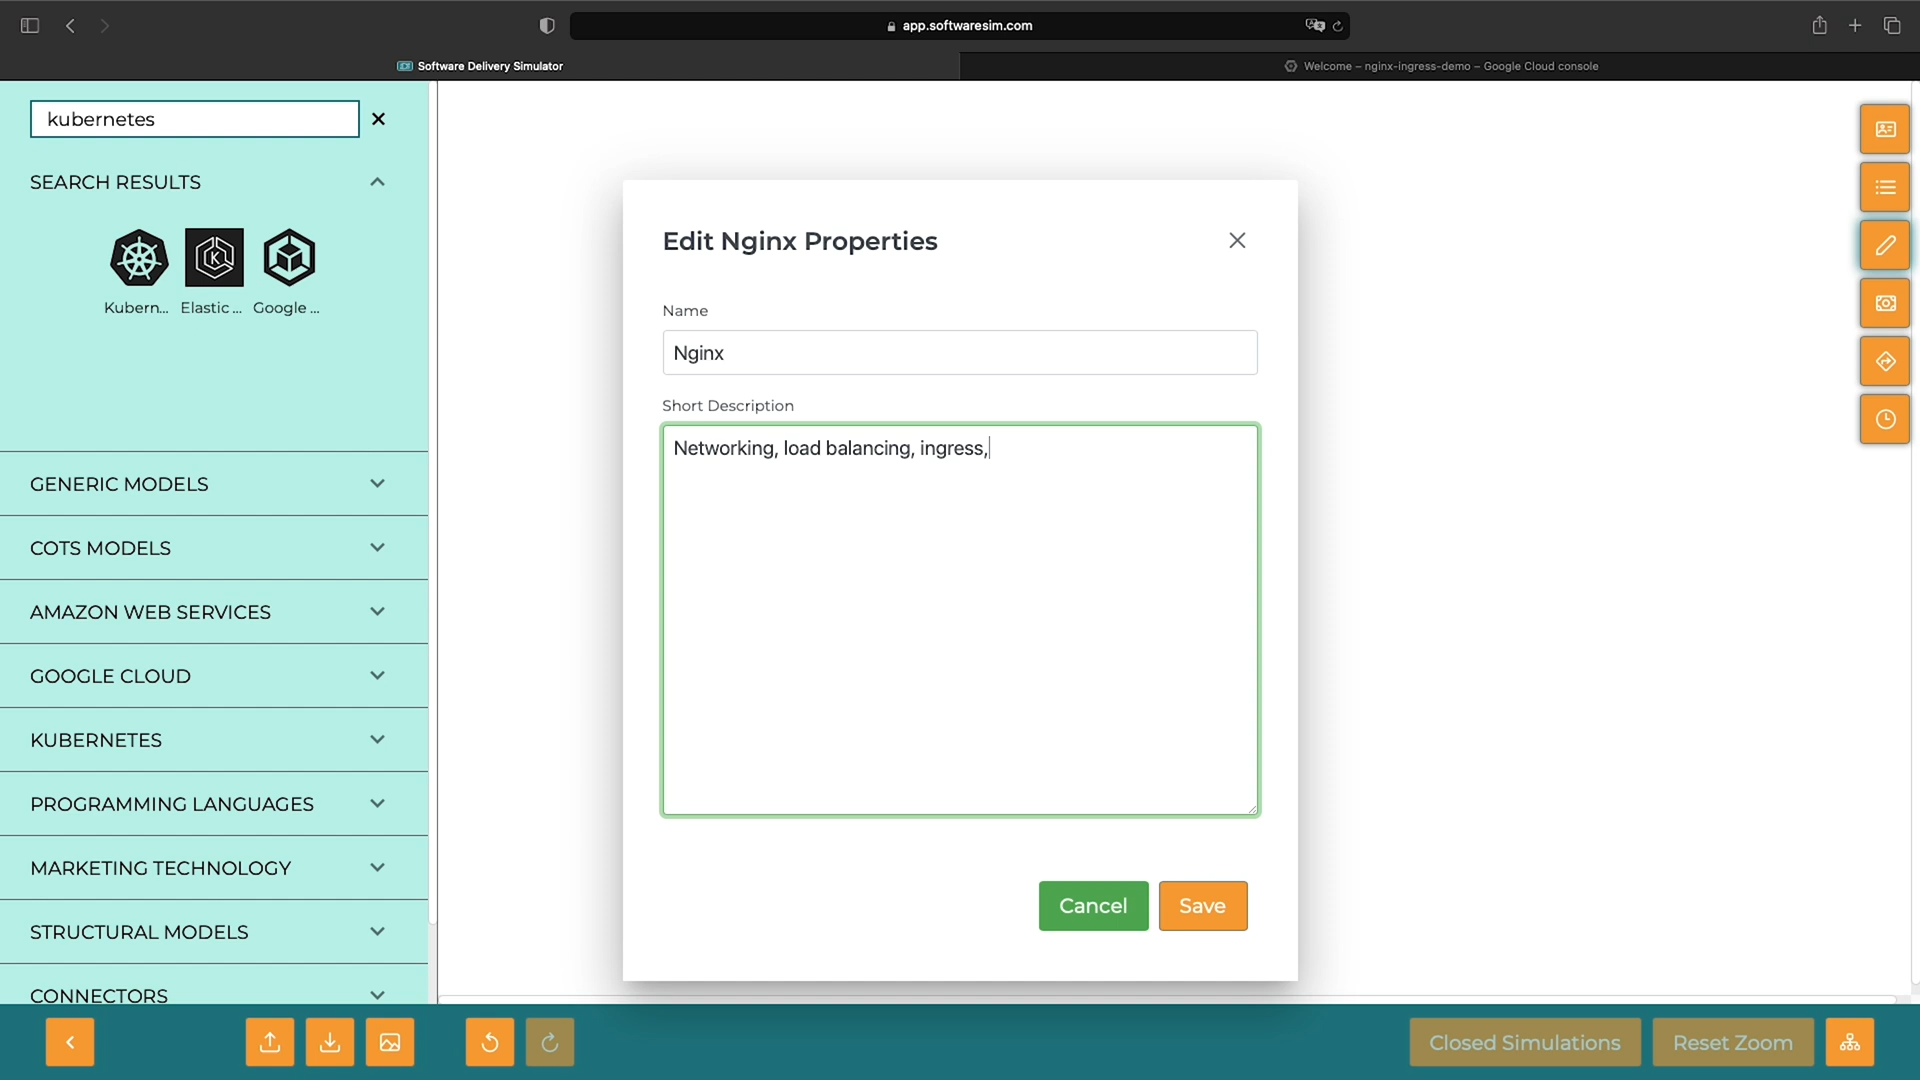 app.softwaresim.com
Software Delivery Simulator
Welcome – nginx-ingress-demo – Google Cloud console
kubernetes
SEARCH RESULTS
Kubern...
Elastic ...
Google ...
GENERIC MODELS
COTS MODELS
AMAZON WEB SERVICES
GOOGLE CLOUD
KUBERNETES
PROGRAMMING LANGUAGES
MARKETING TECHNOLOGY
STRUCTURAL MODELS
CONNECTORS
Edit Nginx Properties
Name
Nginx
Short Description
Networking, load balancing, ingress,
Cancel
Save
Closed Simulations
Reset Zoom